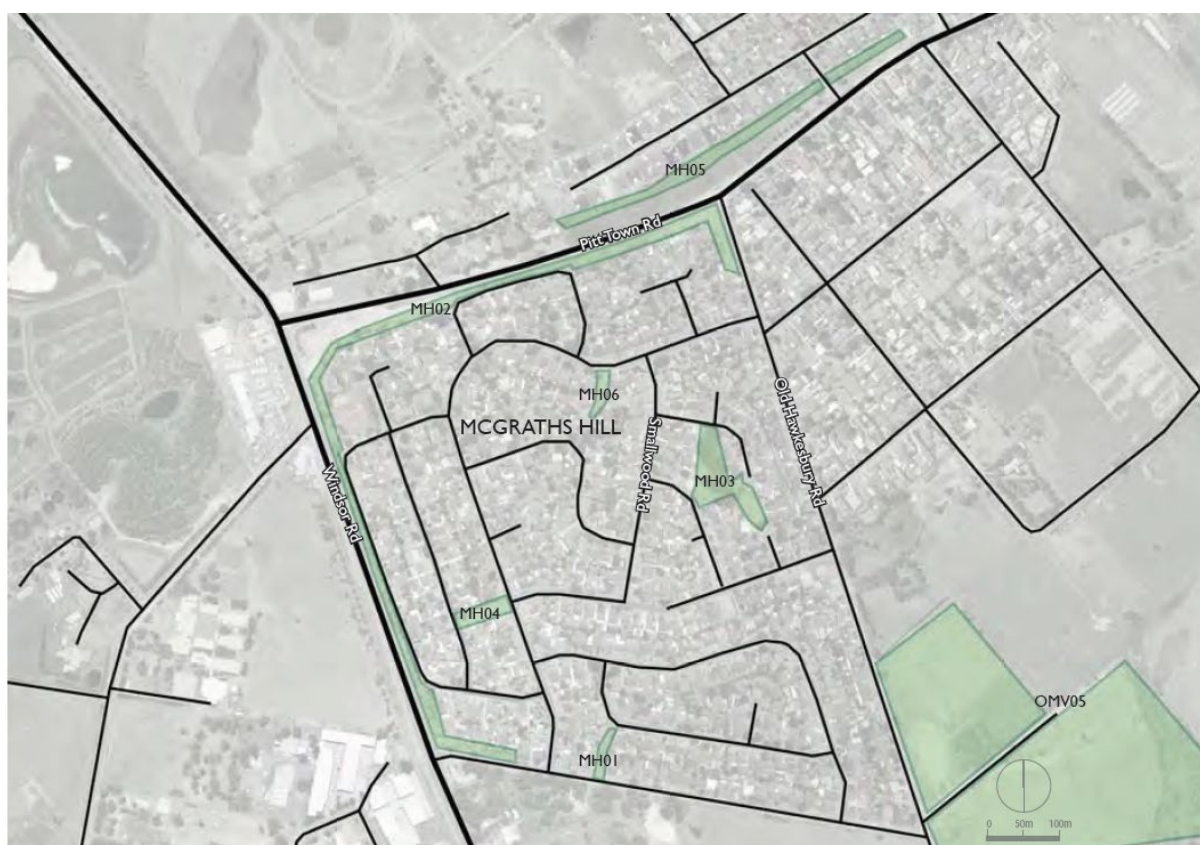 MH05
Pitt Town Rd
MH02
MH06
Old Hawkesbury Rd
MCGRATHS HILL
Smallwood Rd
MH03
Windsor Rd
MH04
OMV05
MH01
0 50m 100m